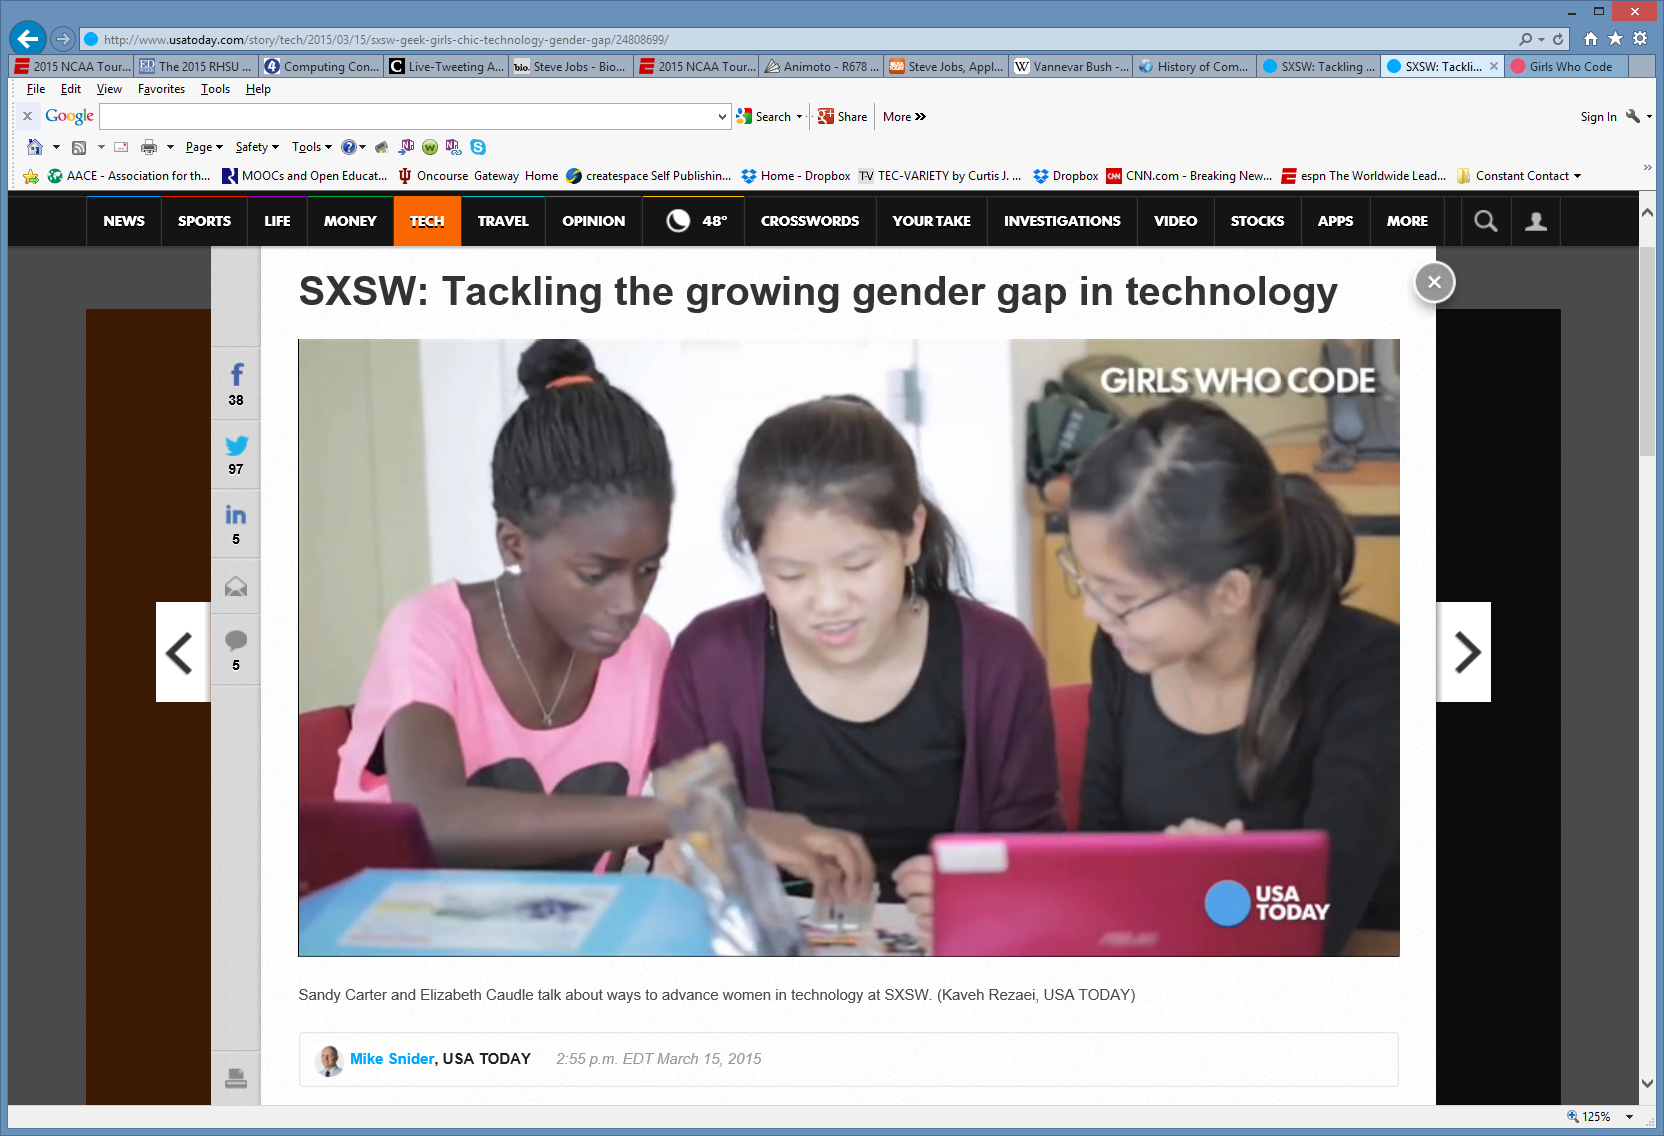 http://www.usatoday.com/story/tech/2015/03/15/sxsw-geek-girls-chic-technology-gender-gap/24808699/
2015 NCAA Tour... The 2015 RHSU ... Computing Con... Live-Tweeting A... bio. Steve Jobs - Bio... 2015 NCAA Tour... Animoto - R678 ... Steve Jobs, Appl... W Vannevar Bush -... History of Com... SXSW: Tackling ... SXSW: Tackli... Girls Who Code
File Edit View Favorites Tools Help
x Google Search Share More » Sign In
Page Safety Tools
AACE - Association for th... MOOCs and Open Educat... Oncourse Gateway Home createspace Self Publishin... Home - Dropbox TV TEC-VARIETY by Curtis J. ... Dropbox CNN CNN.com - Breaking New... espn The Worldwide Lead... Constant Contact »
NEWS SPORTS LIFE MONEY TECH TRAVEL OPINION 48° CROSSWORDS YOUR TAKE INVESTIGATIONS VIDEO STOCKS APPS MORE
SXSW: Tackling the growing gender gap in technology
GIRLS WHO CODE
f
38
97
in
5
5
USA
TODAY
Sandy Carter and Elizabeth Caudle talk about ways to advance women in technology at SXSW. (Kaveh Rezaei, USA TODAY)
Mike Snider, USA TODAY 2:55 p.m. EDT March 15, 2015
125%